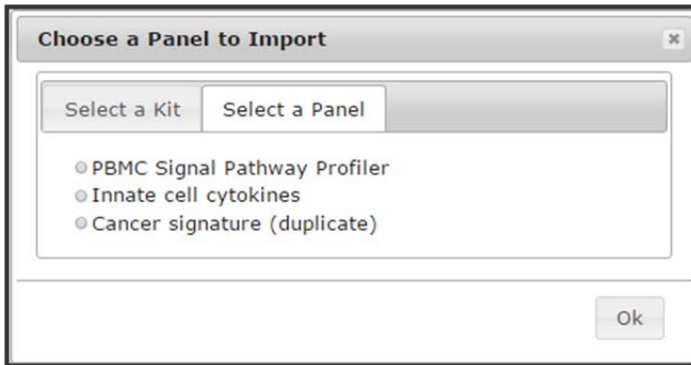 Choose a Panel to Import
Select a Kit
Select a Panel
PBMC Signal Pathway Profiler
Innate cell cytokines
Cancer signature (duplicate)
Ok